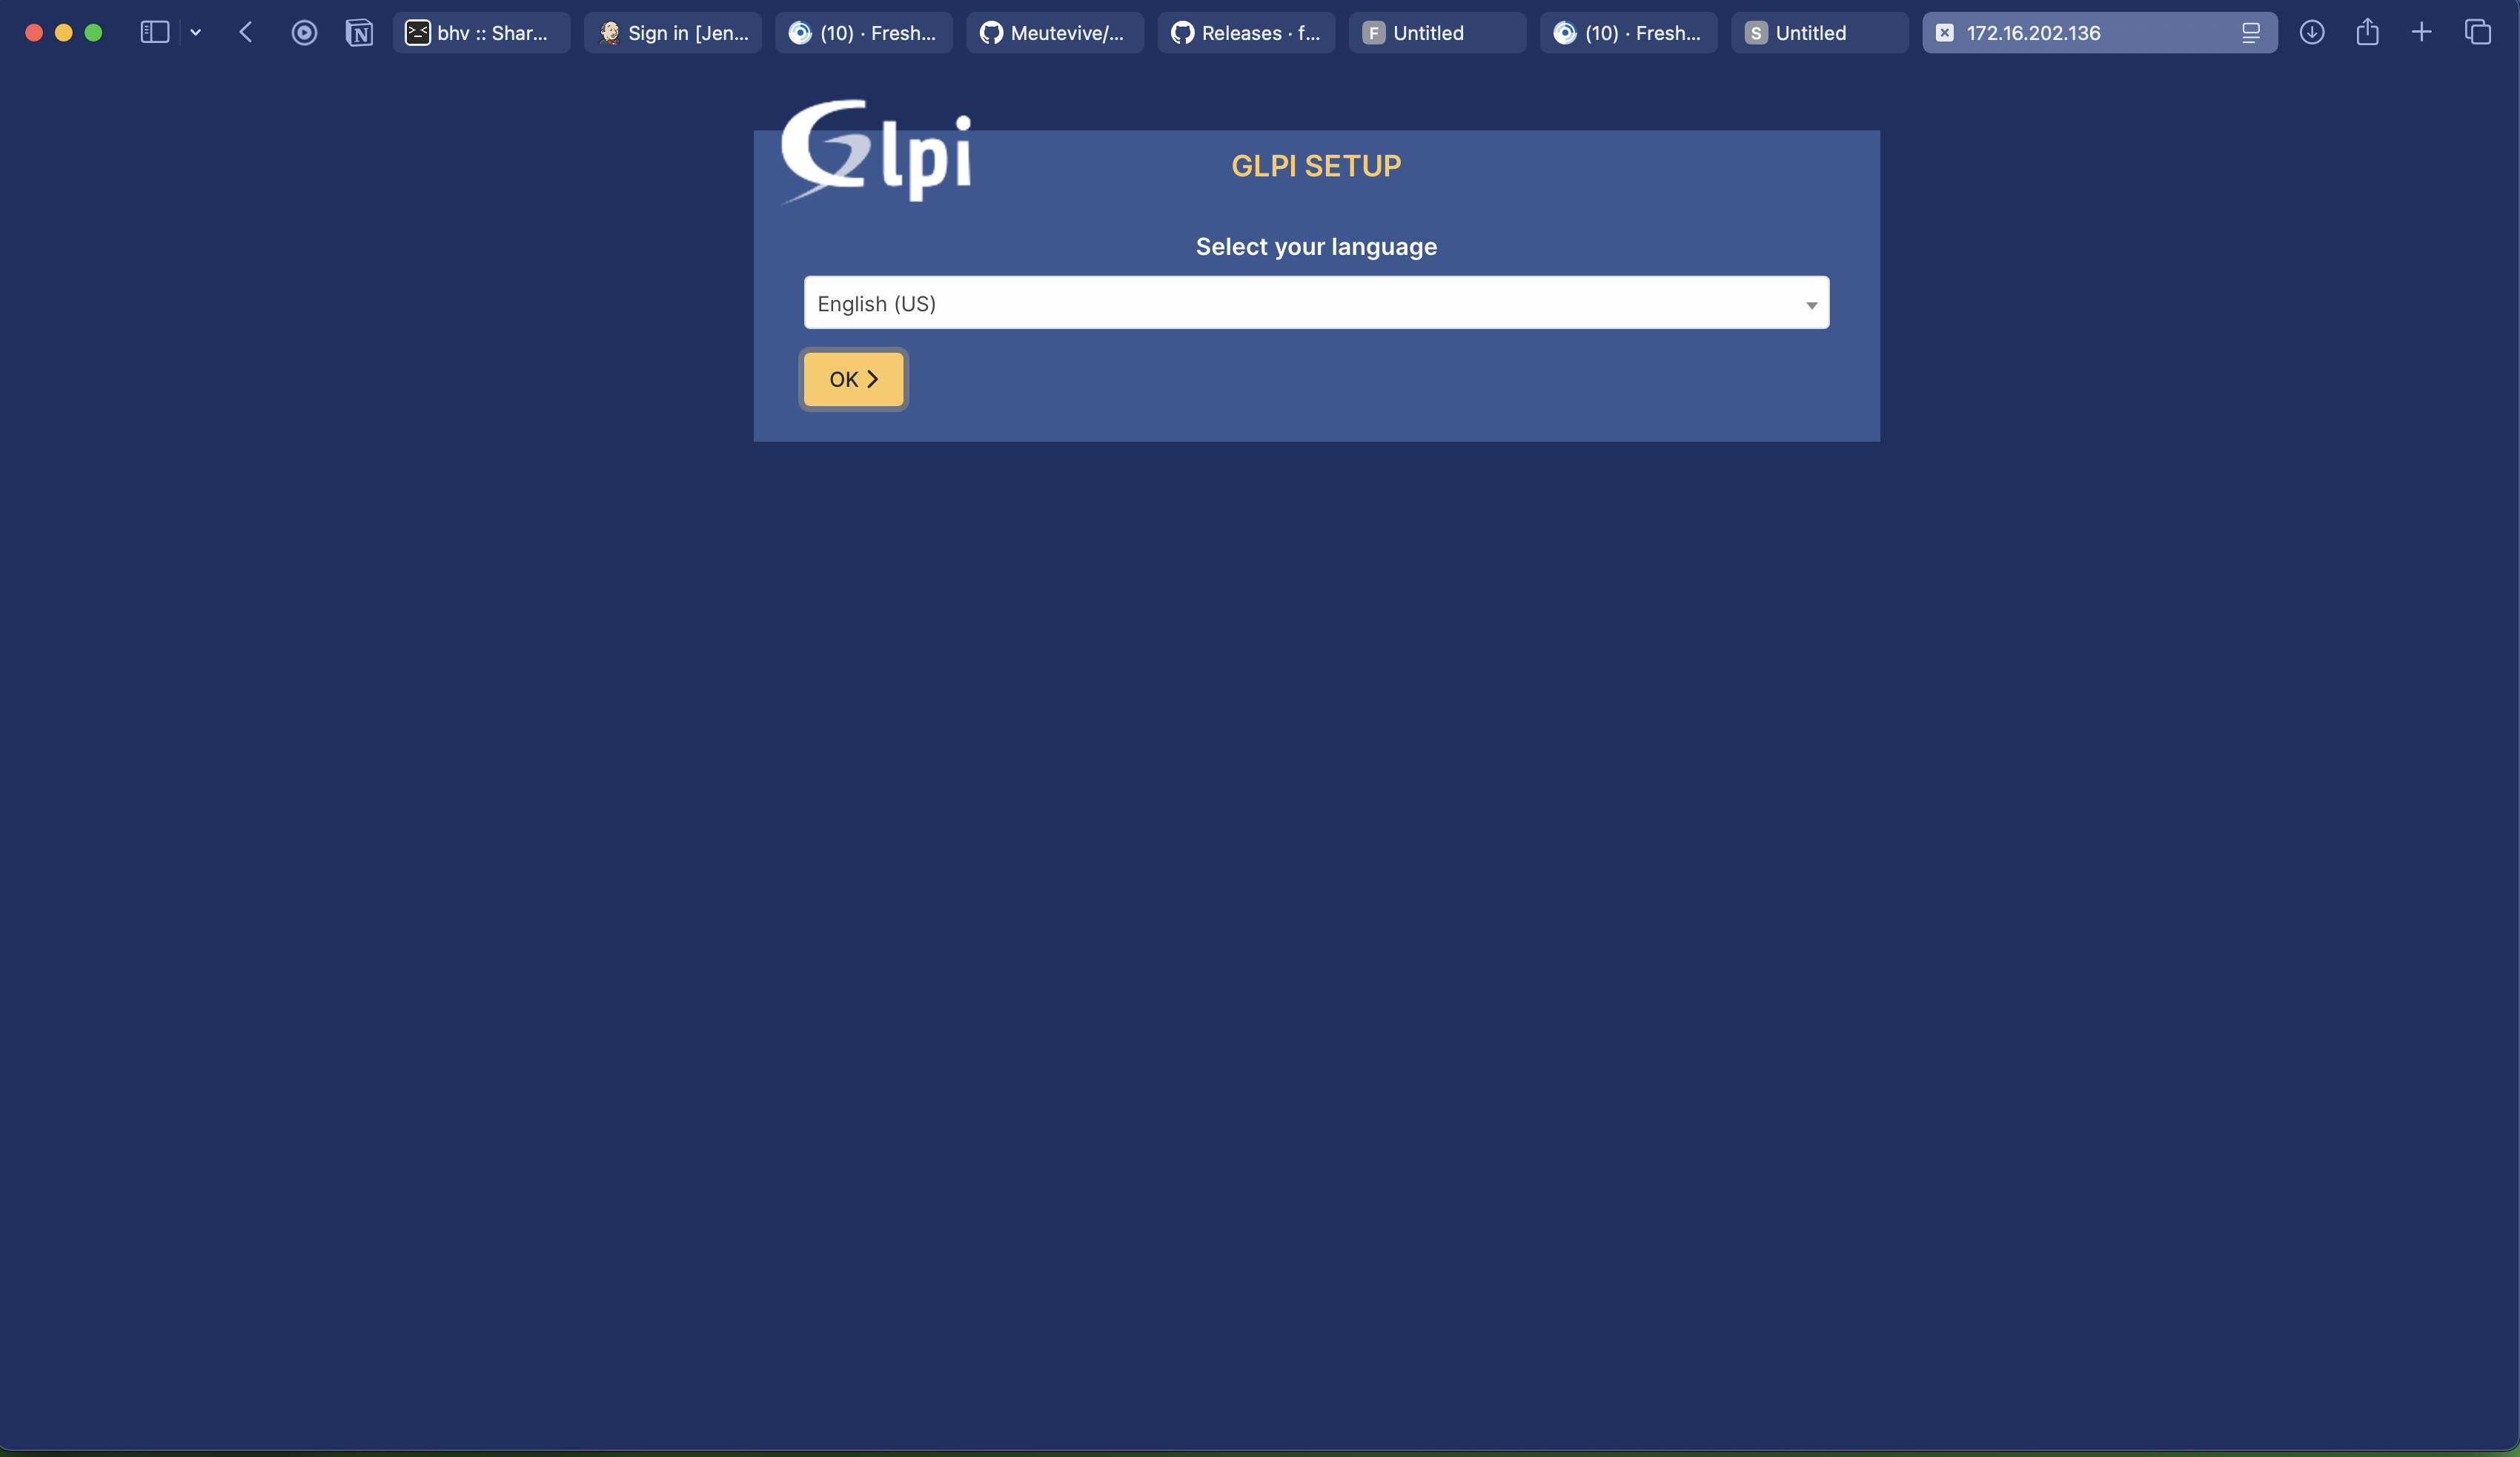 bhv :: Shar...
Sign in [Jen...
(10) · Fresh...
Meutevive/...
Releases · f...
F Untitled
(10) · Fresh...
S Untitled
172.16.202.136
Glpi
GLPI SETUP
Select your language
English (US)
OK